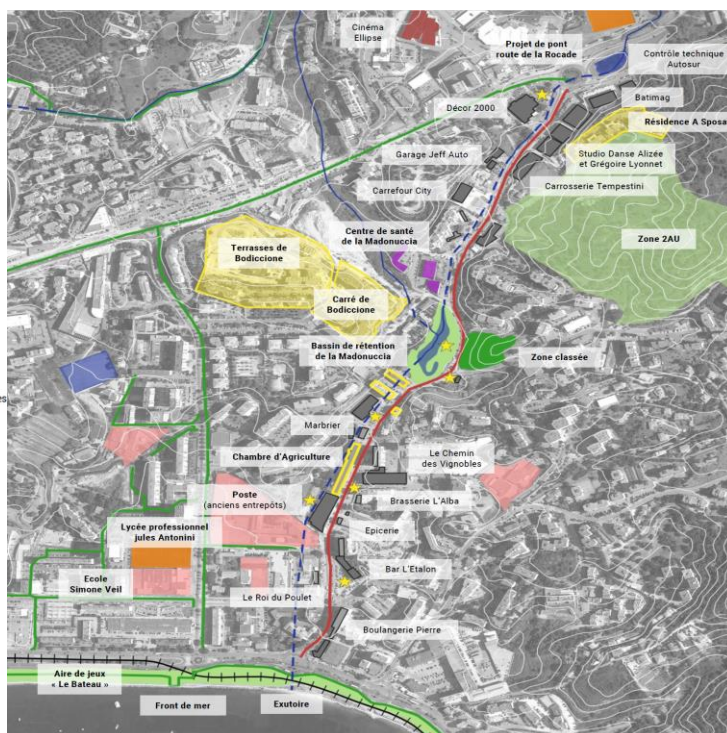 Cinéma
Ellipse
Projet de pont
route de la Rocade
Contrôle technique
Autosur
Décor 2000
Batimag
Résidence A Sposa
Garage Jeff Auto
Studio Danse Alizée
et Grégoire Lyonnet
Carrefour City
Carrosserie Tempestini
Centre de santé
de la Madonuccia
Terrasses de
Bodiccione
Zone 2AU
Carré de
Bodiccione
Bassin de rétention
de la Madonuccia
Zone classée
es
Marbrier
Chambre d'Agriculture
Le Chemin
des Vignobles
Poste
(anciens entrepôts)
Brasserie L'Alba
Lycée professionnel
jules Antonini
Epicerie
Bar L'Etalon
Ecole
Simone Veil
Le Roi du Poulet
Boulangerie Pierre
Aire de jeux
« Le Bateau »
Front de mer
Exutoire